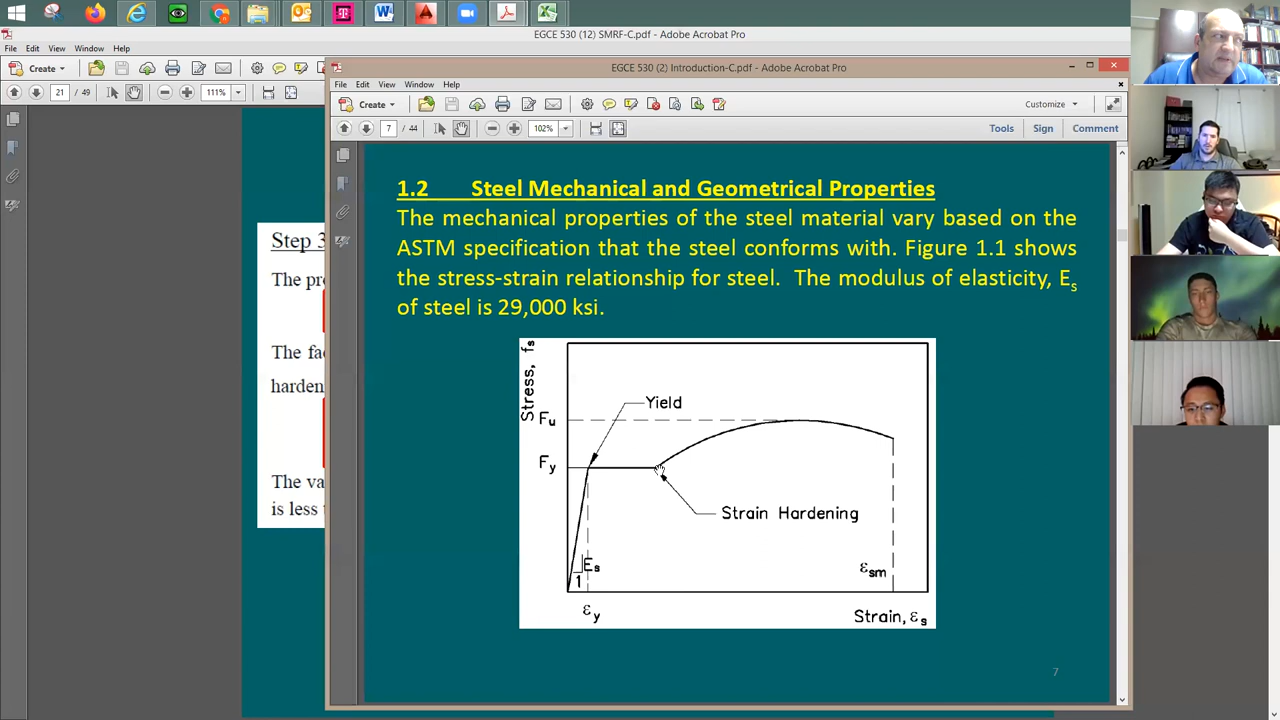 EGCE 530 (12) SMRF-C.pdf - Adobe Acrobat Pro
File Edit View Window Help
Create
21 / 49
111%
EGCE 530 (2) Introduction-C.pdf - Adobe Acrobat Pro
File Edit View Window Help
Create
Customize
7 / 44
102%
Tools Sign Comment
Step 3
The pr
The fa
harden
The va
is less
1.2 Steel Mechanical and Geometrical Properties
The mechanical properties of the steel material vary based on the
ASTM specification that the steel conforms with. Figure 1.1 shows
the stress-strain relationship for steel. The modulus of elasticity, Es
of steel is 29,000 ksi.
Stress, fs
Fu
Yield
Fy
Strain Hardening
Es
1
εsm
εy
Strain, εs
7